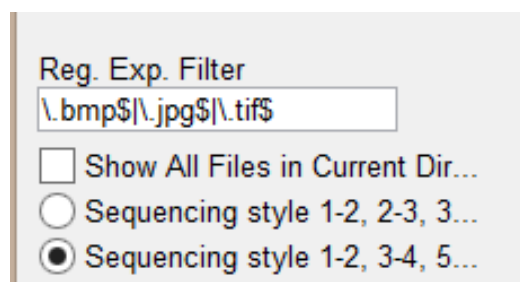 Reg. Exp. Filter
\.bmp$|\.jpg$|\.tif$
Show All Files in Current Dir...
Sequencing style 1-2, 2-3, 3...
Sequencing style 1-2, 3-4, 5...